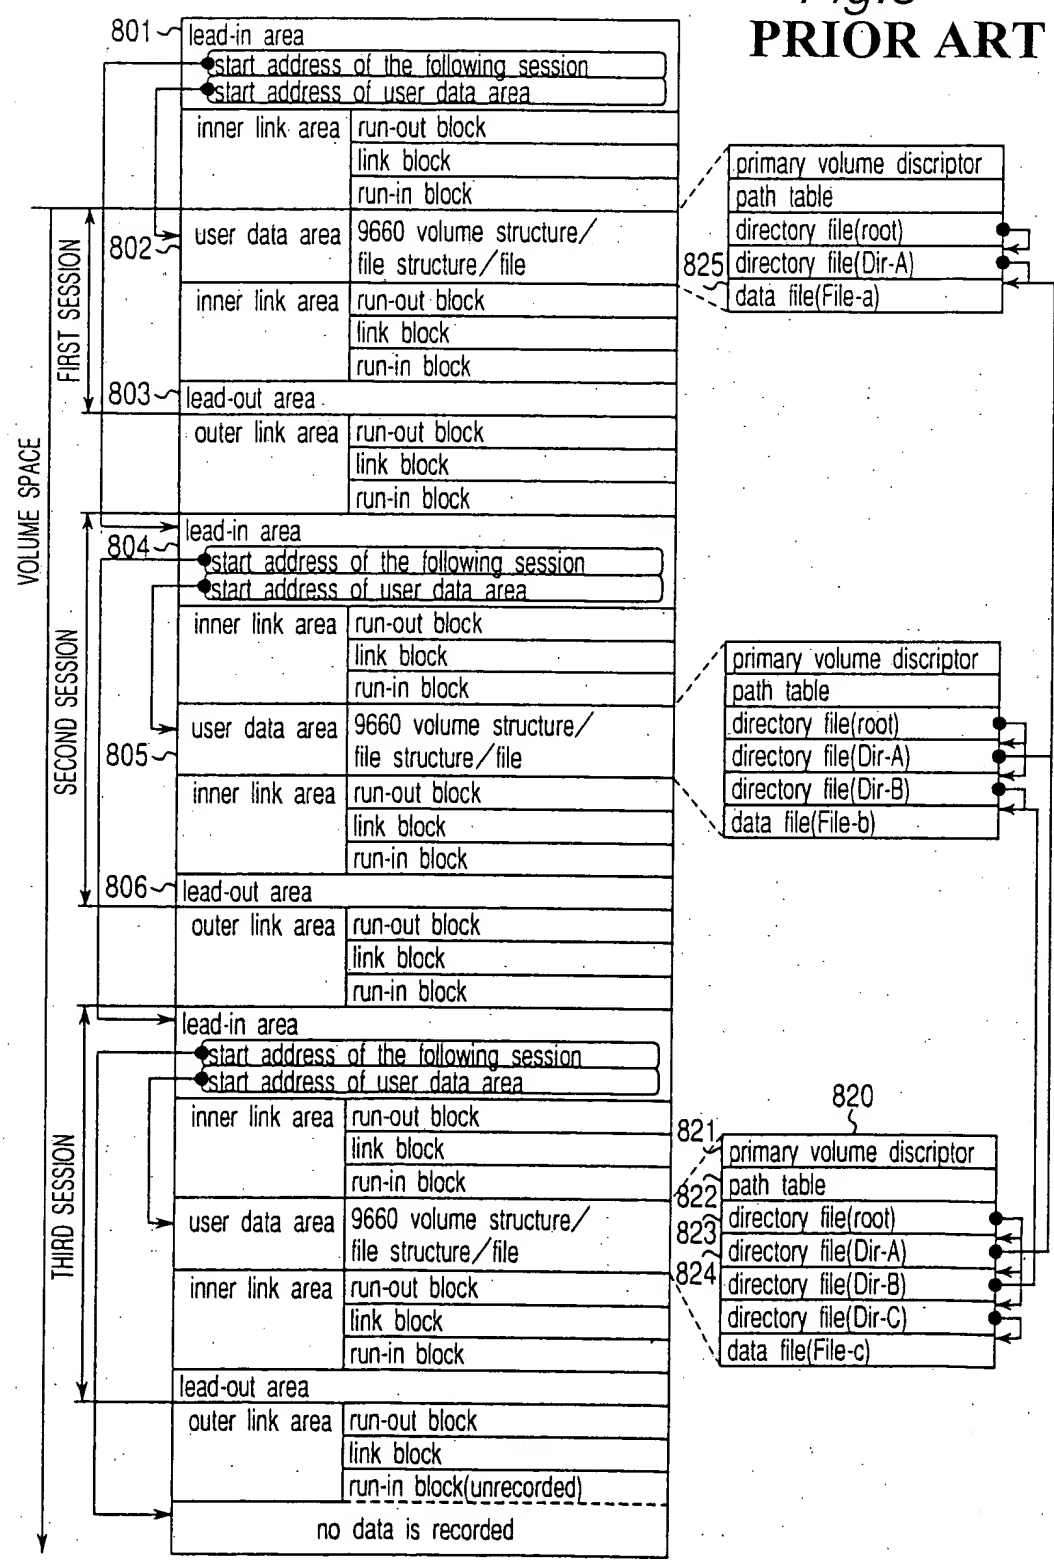 PRIOR ART
801
lead-in area
start address of the following session
start address of user data area
inner link area
run-out block
link block
run-in block
802
user data area
9660 volume structure/
file structure/file
inner link area
run-out block
link block
run-in block
803
lead-out area
outer link area
run-out block
link block
run-in block
804
lead-in area
start address of the following session
start address of user data area
inner link area
run-out block
link block
run-in block
805
user data area
9660 volume structure/
file structure/file
inner link area
run-out block
link block
run-in block
806
lead-out area
outer link area
run-out block
link block
run-in block
lead-in area
start address of the following session
start address of user data area
inner link area
run-out block
link block
run-in block
user data area
9660 volume structure/
file structure/file
inner link area
run-out block
link block
run-in block
lead-out area
outer link area
run-out block
link block
run-in block(unrecorded)
no data is recorded
VOLUME SPACE
FIRST SESSION
SECOND SESSION
THIRD SESSION
primary volume discriptor
path table
directory file(root)
825
directory file(Dir-A)
data file(File-a)
primary volume discriptor
path table
directory file(root)
directory file(Dir-A)
directory file(Dir-B)
data file(File-b)
820
821
primary volume discriptor
822
path table
directory file(root)
823
directory file(Dir-A)
824
directory file(Dir-B)
directory file(Dir-C)
data file(File-c)